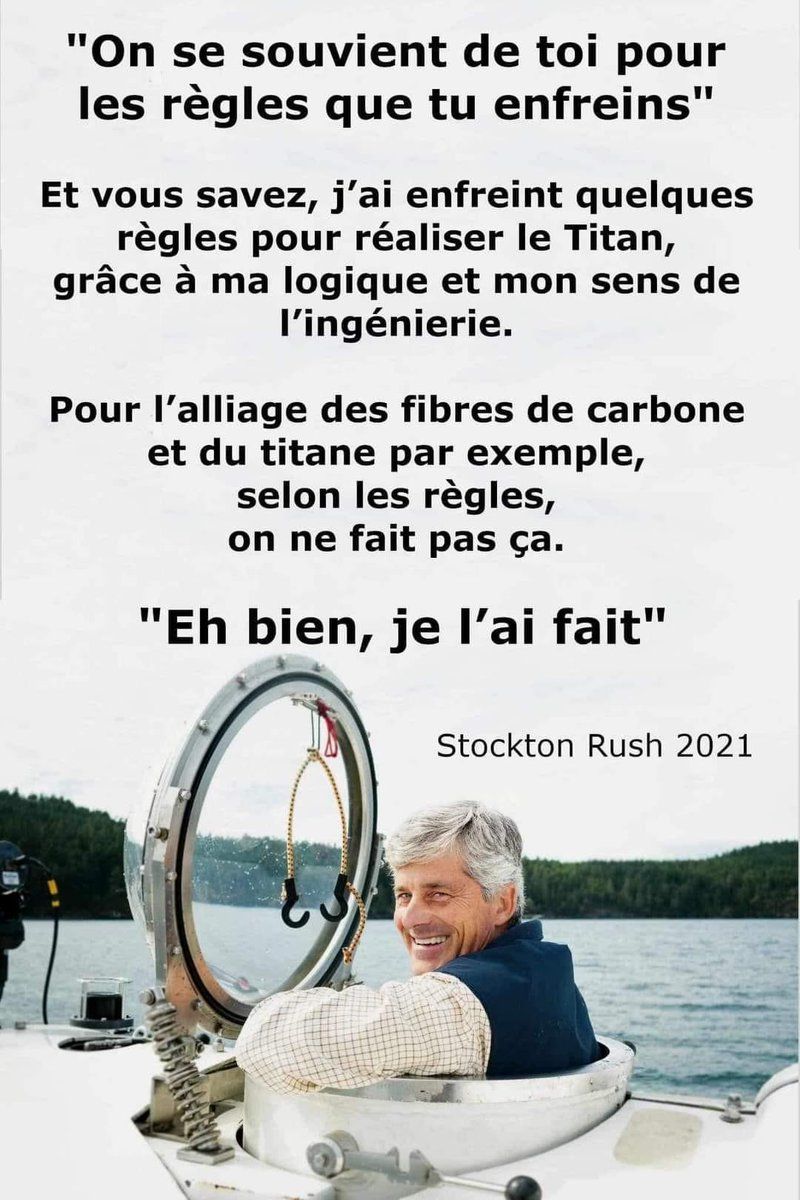 "On se souvient de toi pour
les règles que tu enfreins"
Et vous savez, j’ai enfreint quelques
règles pour réaliser le Titan,
grâce à ma logique et mon sens de
l’ingénierie.
Pour l’alliage des fibres de carbone
et du titane par exemple,
selon les règles,
on ne fait pas ça.
"Eh bien, je l’ai fait"
Stockton Rush 2021